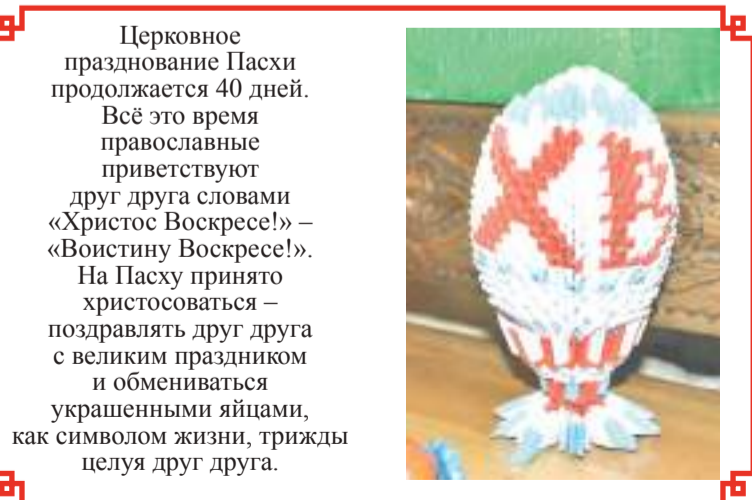 Церковное
празднование Пасхи
продолжается 40 дней.
Всё это время
православные
приветствуют
друг друга словами
«Христос Воскресе!» –
«Воистину Воскресе!».
На Пасху принято
христосоваться –
поздравлять друг друга
с великим праздником
и обмениваться
украшенными яйцами,
как символом жизни, трижды
целуя друг друга.
ХВ